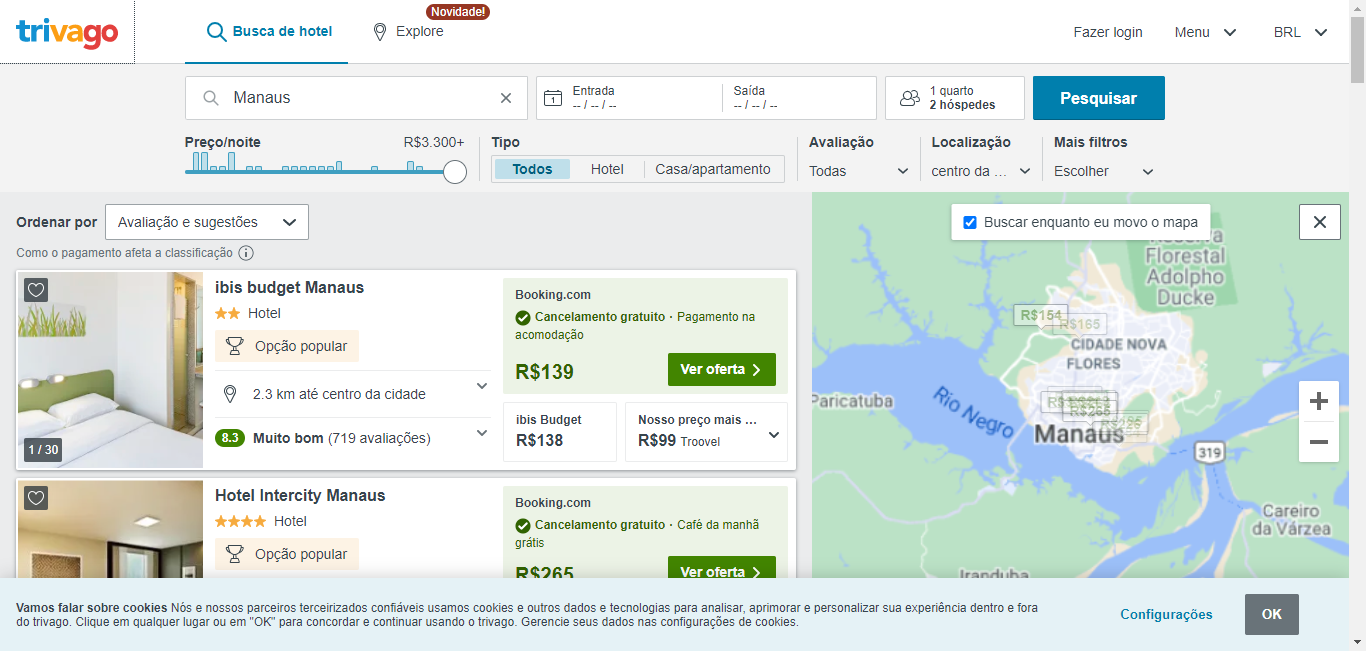 trivago
Busca de hotel
Novidade!
Explore
Fazer login
Menu
BRL
Manaus
Entrada
-- / -- / --
Saída
-- / -- / --
1 quarto
2 hóspedes
Pesquisar
Preço/noite
R$3.300+
Tipo
Todos
Hotel
Casa/apartamento
Avaliação
Todas
Localização
centro da ...
Mais filtros
Escolher
Ordenar por
Avaliação e sugestões
Como o pagamento afeta a classificação
1 / 30
ibis budget Manaus
Hotel
Opção popular
2.3 km até centro da cidade
8.3 Muito bom (719 avaliações)
Booking.com
Cancelamento gratuito · Pagamento na
acomodação
R$139
Ver oferta
ibis Budget
R$138
Nosso preço mais ...
R$99 Troovel
Hotel Intercity Manaus
Hotel
Opção popular
Booking.com
Cancelamento gratuito · Café da manhã
grátis
R$265
Ver oferta
Buscar enquanto eu movo o mapa
Reserva
Florestal
Adolpho
Ducke
R$154
R$165
CIDADE NOVA
FLORES
Paricatuba
Rio Negro
R$265
Manaus
319
Careiro
da Várzea
Iranduba
Vamos falar sobre cookies Nós e nossos parceiros terceirizados confiáveis usamos cookies e outros dados e tecnologias para analisar, aprimorar e personalizar sua experiência dentro e fora
do trivago. Clique em qualquer lugar ou em "OK" para concordar e continuar usando o trivago. Gerencie seus dados nas configurações de cookies.
Configurações
OK